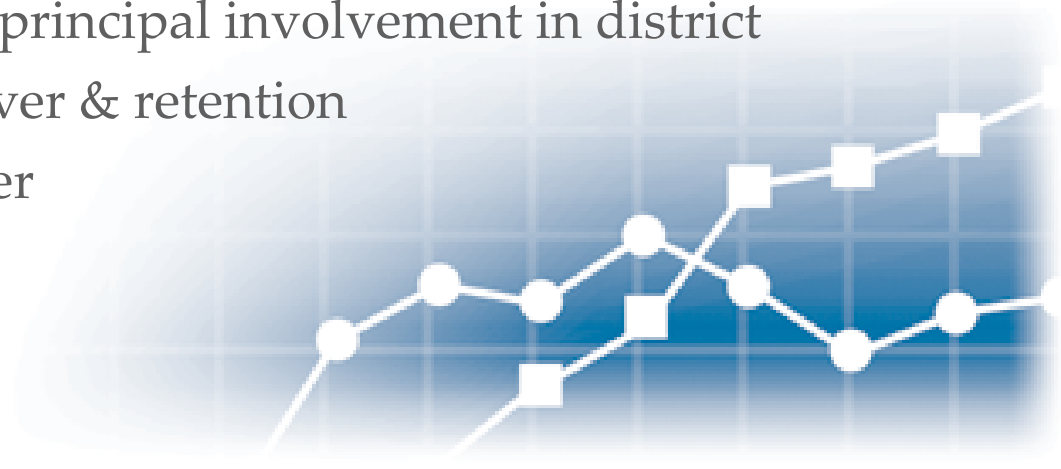 principal involvement in district
ver & retention
er